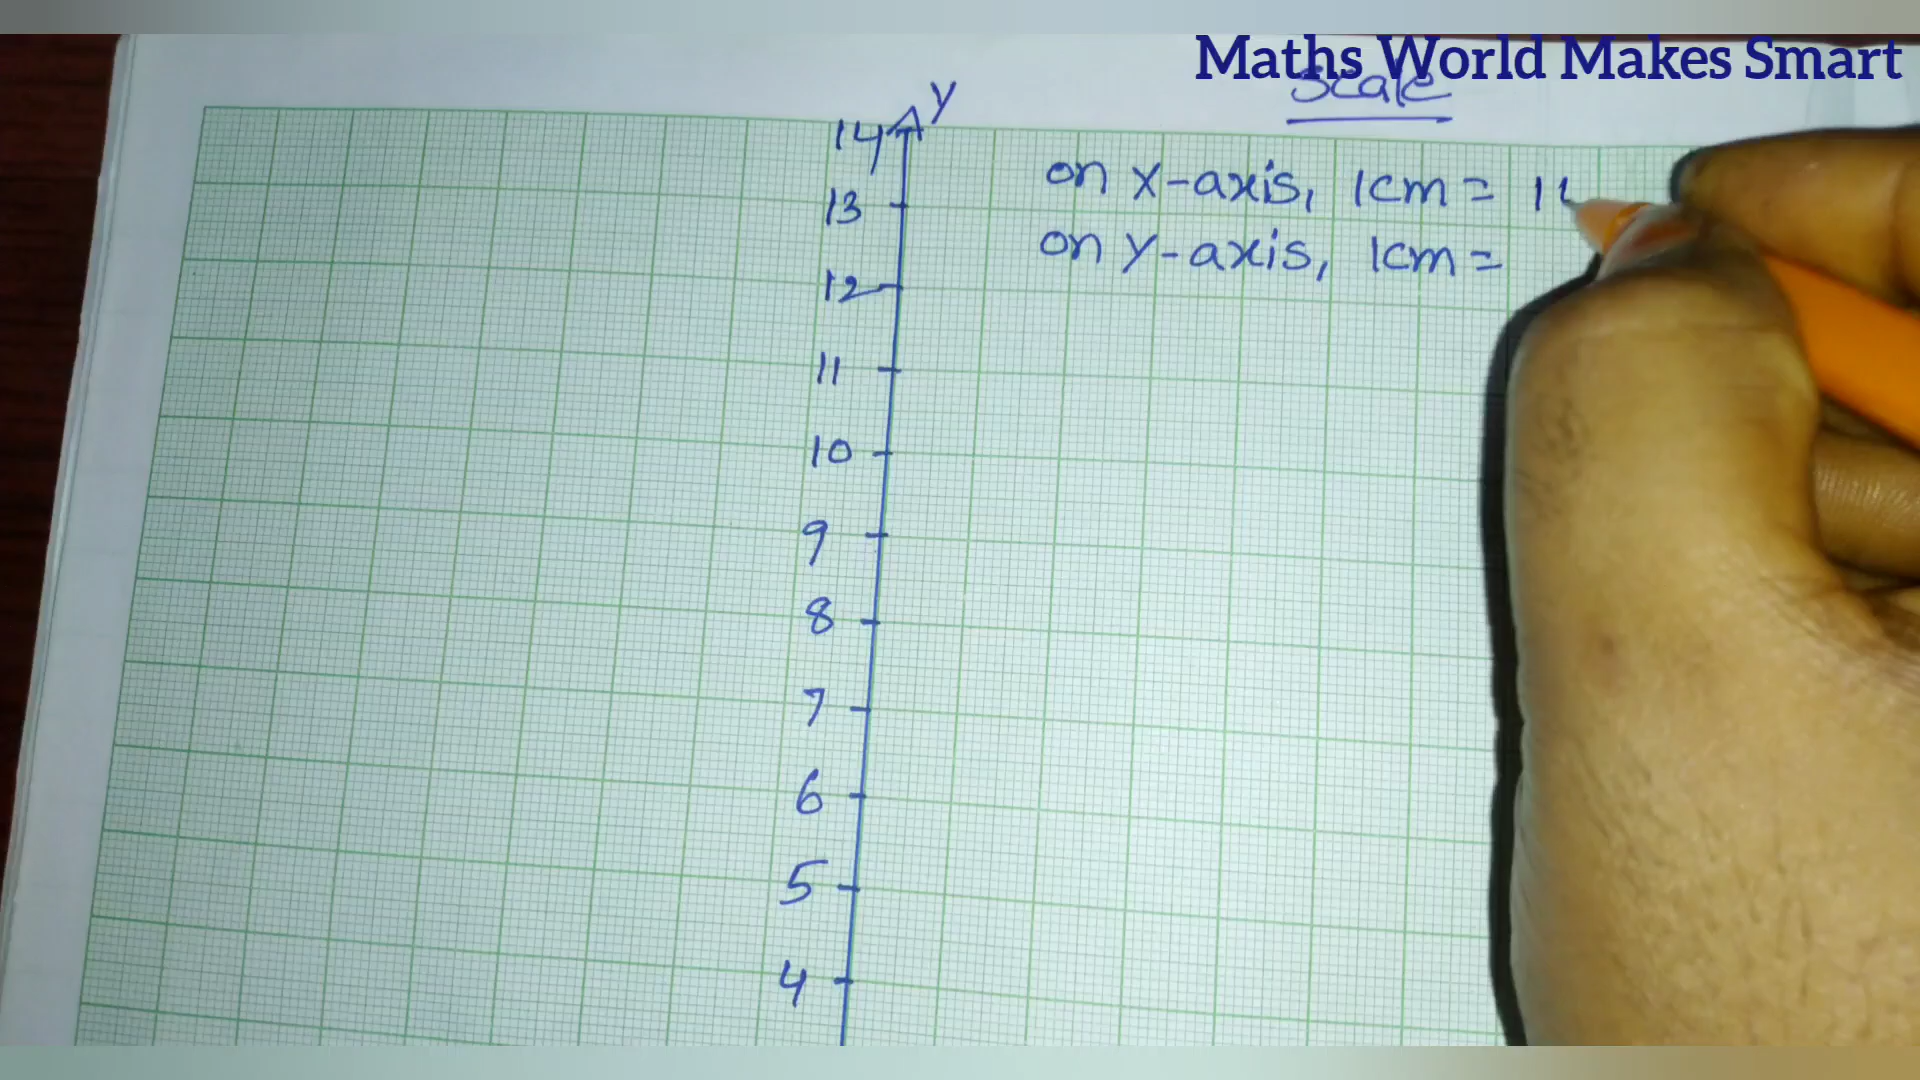 Maths World Makes Smart
Scale
y
14
on x-axis, 1cm = 1
13
on y-axis, 1cm =
12
11
10
9
8
7
6
5
4